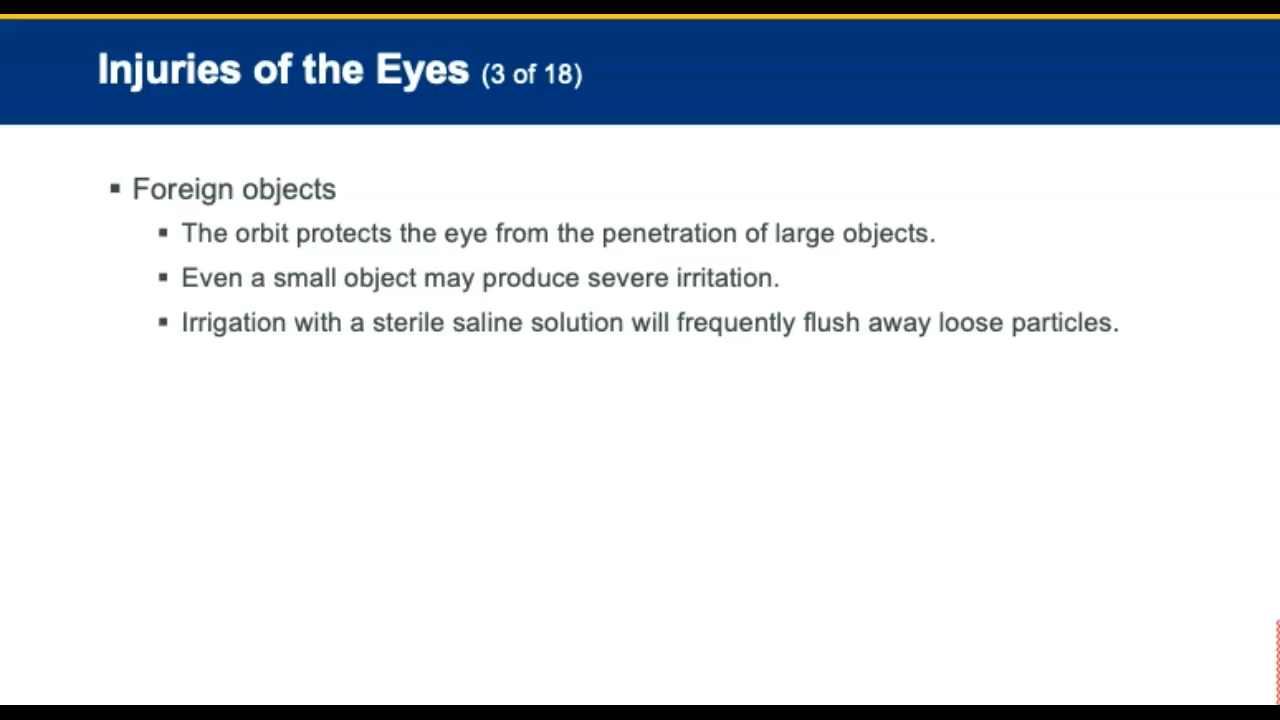 Injuries of the Eyes (3 of 18)
▪ Foreign objects
▪ The orbit protects the eye from the penetration of large objects.
▪ Even a small object may produce severe irritation.
▪ Irrigation with a sterile saline solution will frequently flush away loose particles.